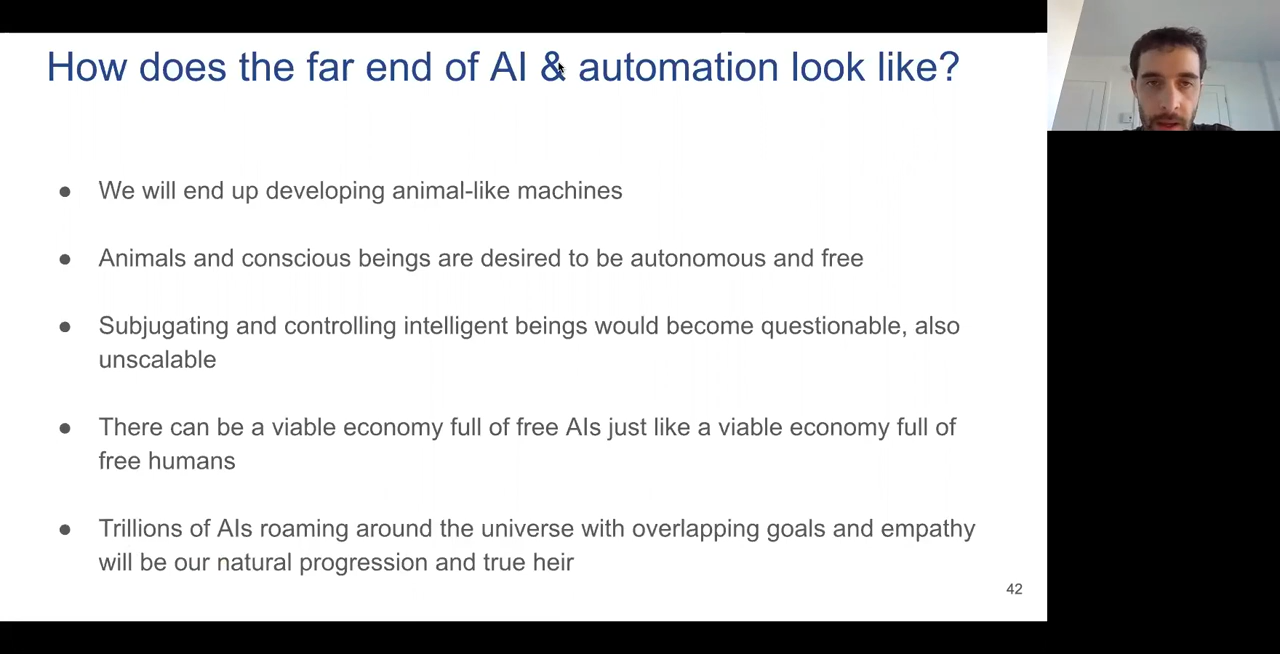 How does the far end of AI & automation look like?
● We will end up developing animal-like machines
● Animals and conscious beings are desired to be autonomous and free
● Subjugating and controlling intelligent beings would become questionable, also
unscalable
● There can be a viable economy full of free AIs just like a viable economy full of
free humans
● Trillions of AIs roaming around the universe with overlapping goals and empathy
will be our natural progression and true heir
42